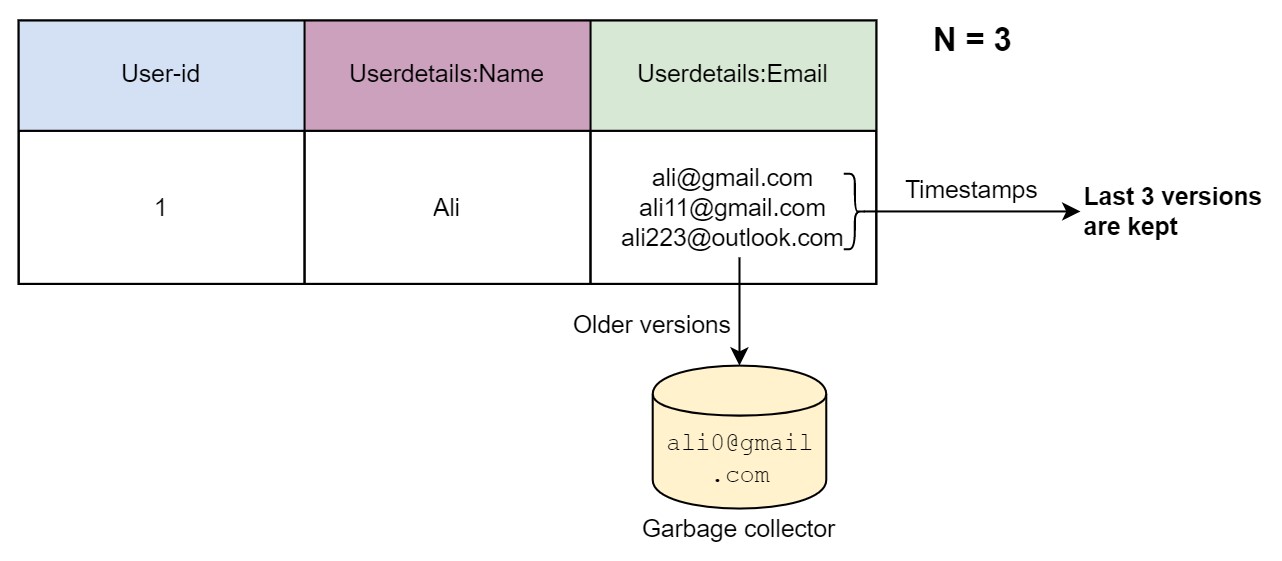 N = 3
User-id
Userdetails:Name
Userdetails:Email
1
Ali
ali@gmail.com
ali11@gmail.com
ali223@outlook.com
Timestamps
Last 3 versions
are kept
Older versions
ali0@gmail
.com
Garbage collector